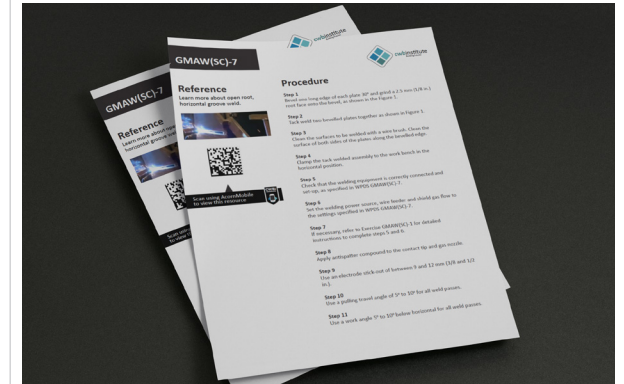 GMAW(SC)-7
cwbinstitute
Reference
Learn more about open root,
horizontal groove weld.
Scan using AcornMobile
to view this resource
Procedure
Step 1
Bevel one long edge of each plate 30° and grind a 2.5 mm (3/8 in.)
root face onto the bevel, as shown in the Figure 1.
Step 2
Tack weld two bevelled plates together as shown in Figure 1.
Step 3
Clean the surfaces to be welded with a wire brush. Clean the
surface of both sides of the plates along the bevelled edge.
Step 4
Clamp the tack welded assembly to the work bench in the
horizontal position.
Step 5
Check that the welding equipment is correctly connected and
set-up, as specified in WPDS GMAW(SC)-7.
Step 6
Set the welding power source, wire feeder and shield gas flow to
the settings specified in WPDS GMAW(SC)-7.
Step 7
If necessary, refer to Exercise GMAW(SC)-1 for detailed
instructions to complete steps 5 and 6.
Step 8
Apply antispatter compound to the contact tip and gas nozzle.
Step 9
Use an electrode stick out of between 9 and 12 mm (3/8 and 1/2
in.).
Step 10
Use a pulling travel angle of 5° to 10° for all weld passes.
Step 11
Use a work angle 5° to 10° below horizontal for all weld passes.
GMAW(SC)-7
cwbinstitute
Reference
Learn more about open
horizontal groove